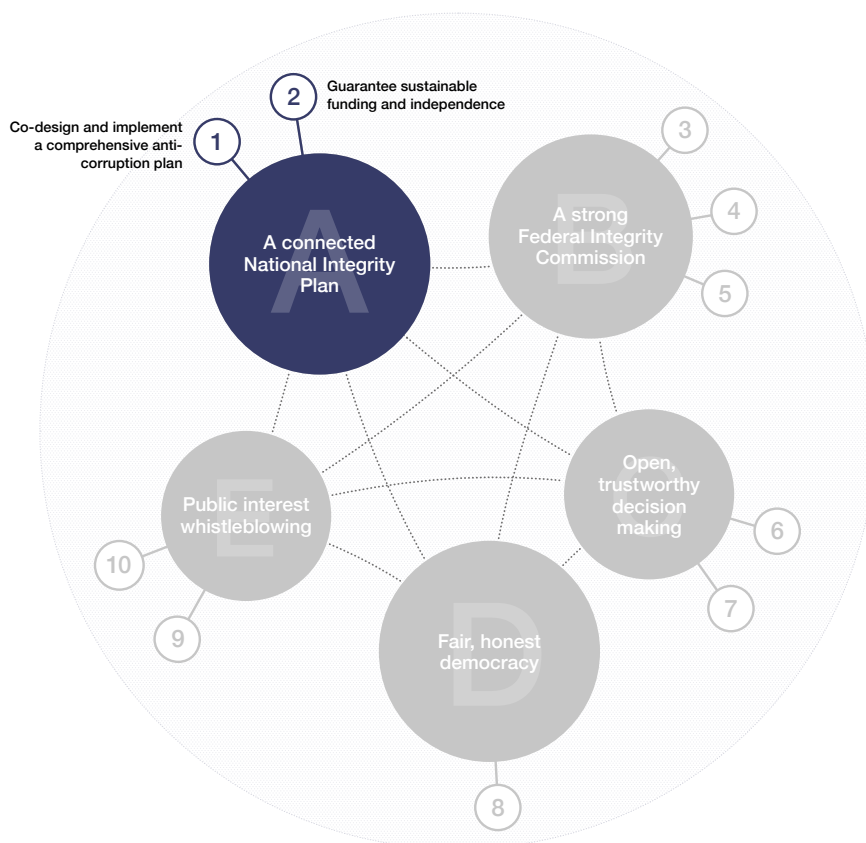 2
Guarantee sustainable
funding and independence
1
Co-design and implement
a comprehensive anti-
corruption plan
A
A connected
National Integrity
Plan
B
A strong
Federal Integrity
Commission
3
4
5
C
Open,
trustworthy
decision
making
6
7
D
Fair, honest
democracy
8
E
Public interest
whistleblowing
10
9